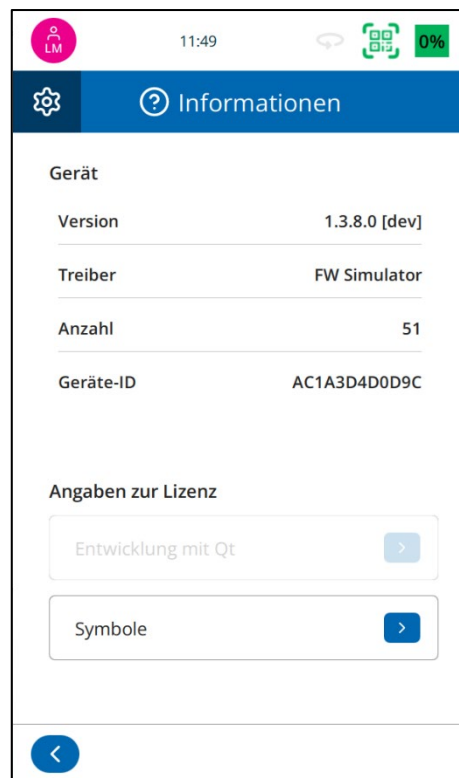 LM
11:49
0%
Informationen
Gerät
Version 1.3.8.0 [dev]
Treiber FW Simulator
Anzahl 51
Geräte-ID AC1A3D4D0D9C
Angaben zur Lizenz
Entwicklung mit Qt
Symbole